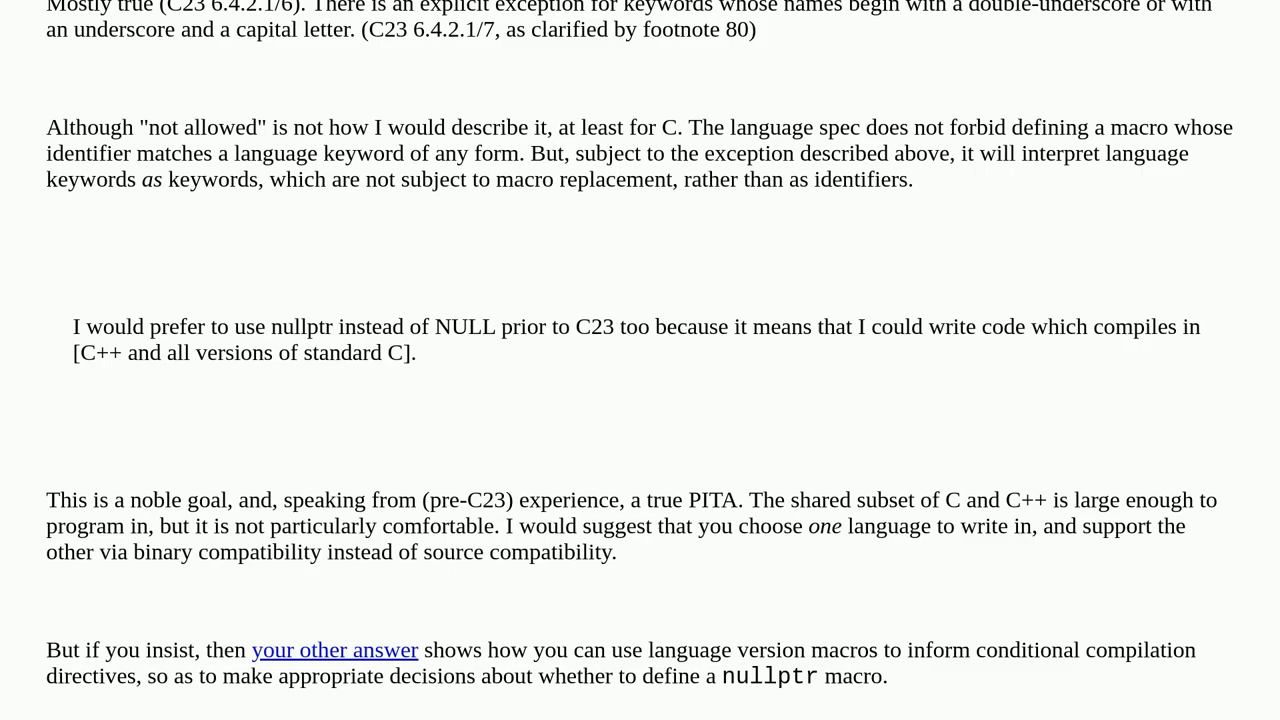 Mostly true (C23 6.4.2.1/6). There is an explicit exception for keywords whose names begin with a double-underscore or with
an underscore and a capital letter. (C23 6.4.2.1/7, as clarified by footnote 80)
Although "not allowed" is not how I would describe it, at least for C. The language spec does not forbid defining a macro whose
identifier matches a language keyword of any form. But, subject to the exception described above, it will interpret language
keywords as keywords, which are not subject to macro replacement, rather than as identifiers.
I would prefer to use nullptr instead of NULL prior to C23 too because it means that I could write code which compiles in
[C++ and all versions of standard C].
This is a noble goal, and, speaking from (pre-C23) experience, a true PITA. The shared subset of C and C++ is large enough to
program in, but it is not particularly comfortable. I would suggest that you choose one language to write in, and support the
other via binary compatibility instead of source compatibility.
But if you insist, then your other answer shows how you can use language version macros to inform conditional compilation
directives, so as to make appropriate decisions about whether to define a nullptr macro.